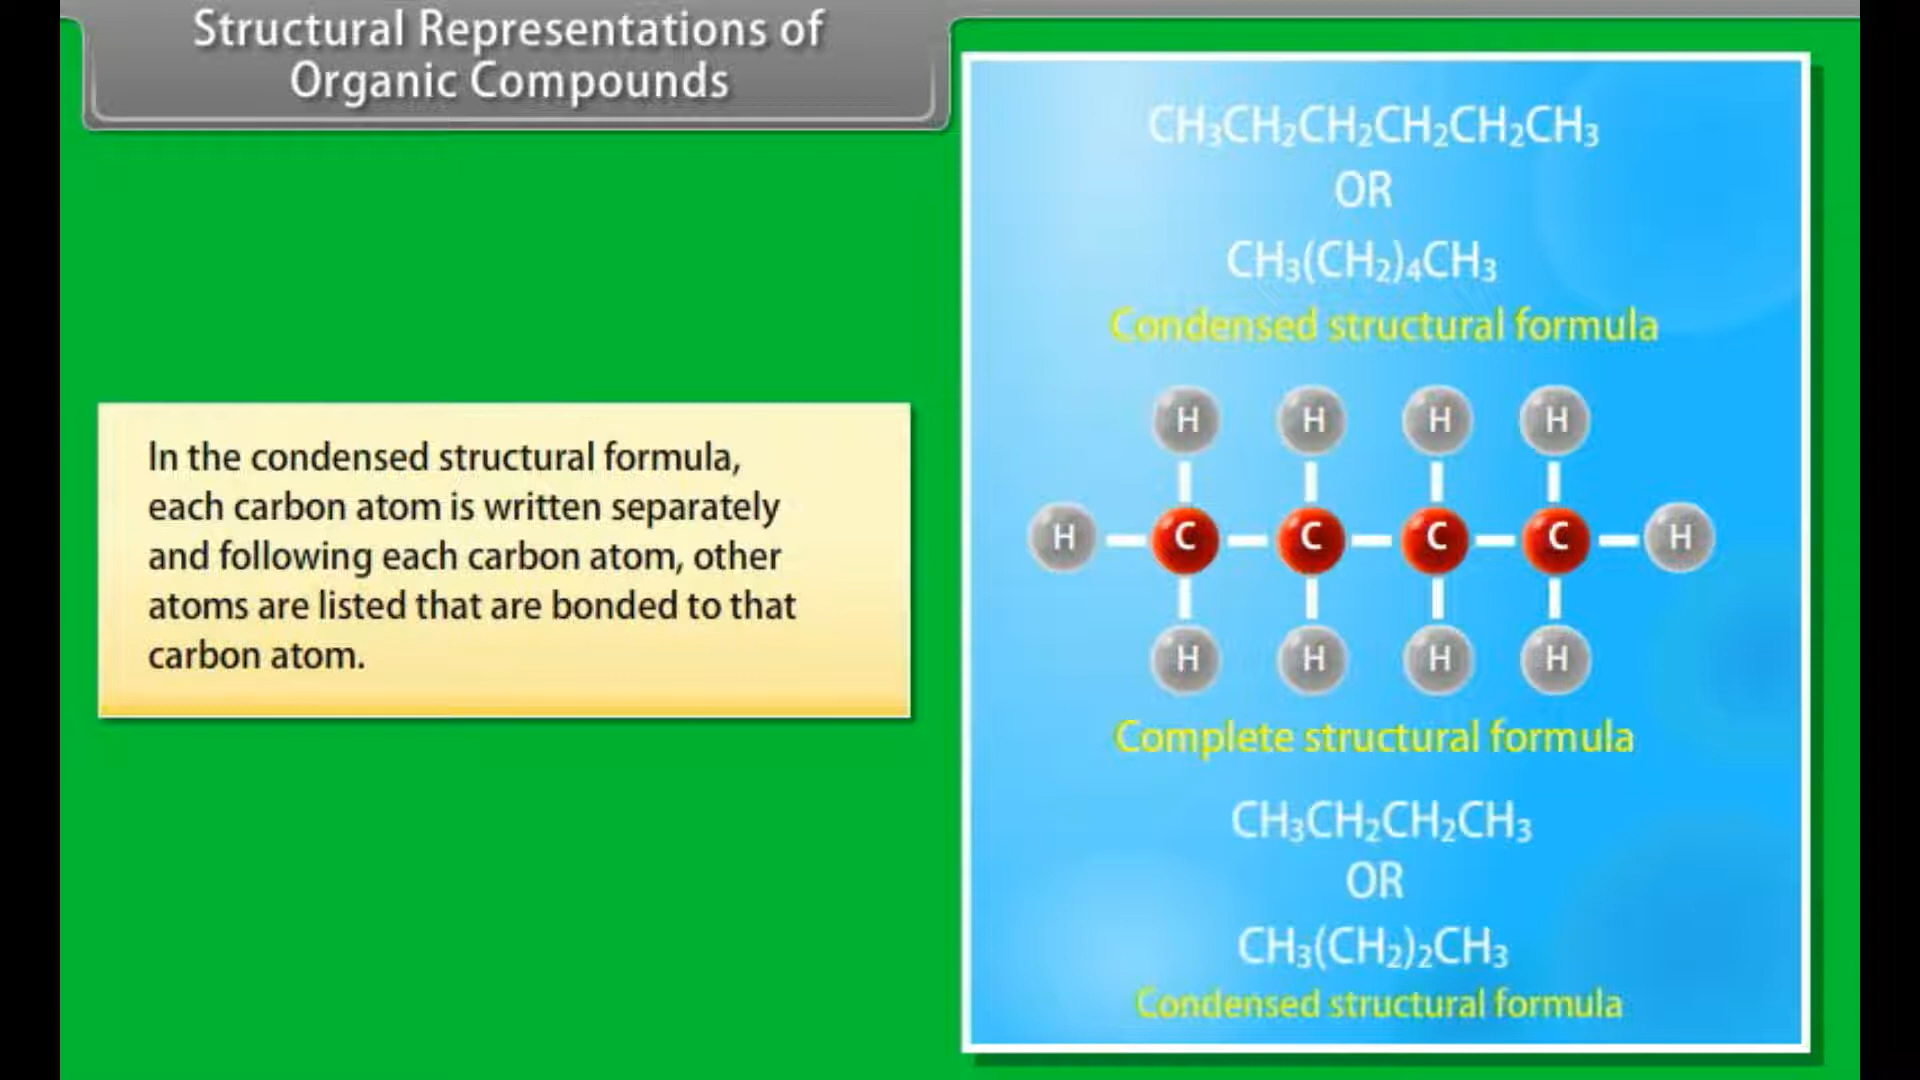 Structural Representations of
Organic Compounds
In the condensed structural formula,
each carbon atom is written separately
and following each carbon atom, other
atoms are listed that are bonded to that
carbon atom.
CH₃CH₂CH₂CH₂CH₂CH₃
OR
CH₃(CH₂)₄CH₃
Condensed structural formula
H H H H
H C C C C H
H H H H
Complete structural formula
CH₃CH₂CH₂CH₃
OR
CH₃(CH₂)₂CH₃
Condensed structural formula